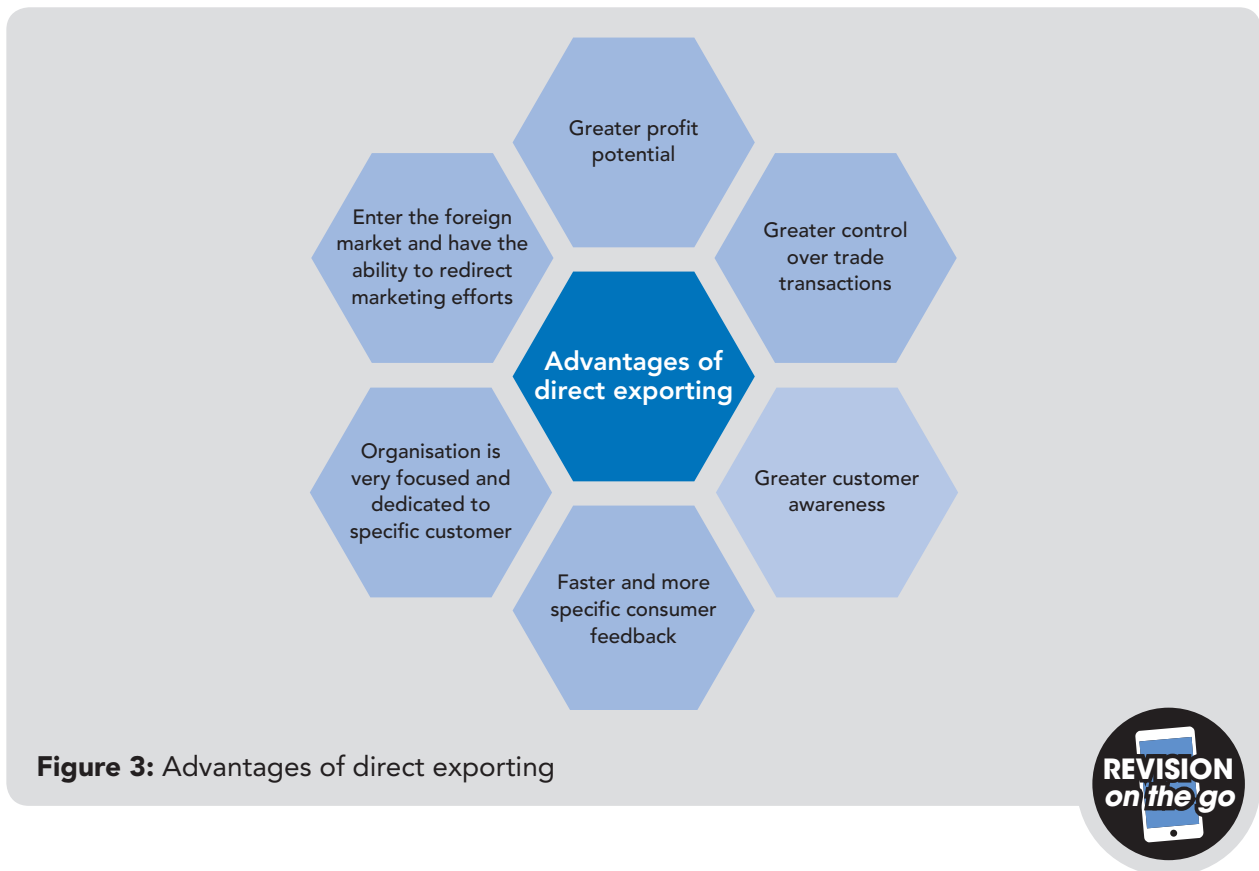 Greater profit
potential
Greater control
over trade
transactions
Greater customer
awareness
Faster and more
specific consumer
feedback
Organisation is
very focused and
dedicated to
specific customer
Enter the foreign
market and have the
ability to redirect
marketing efforts
Advantages of
direct exporting
Figure 3: Advantages of direct exporting
REVISION
on the go